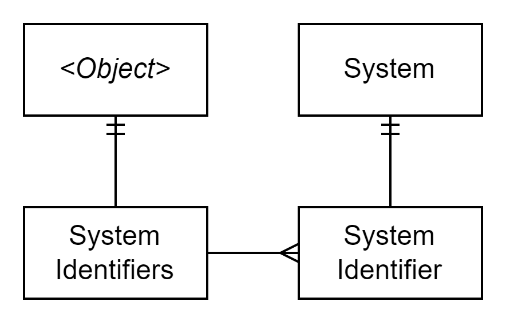 <Object>
System
System
Identifiers
System
Identifier